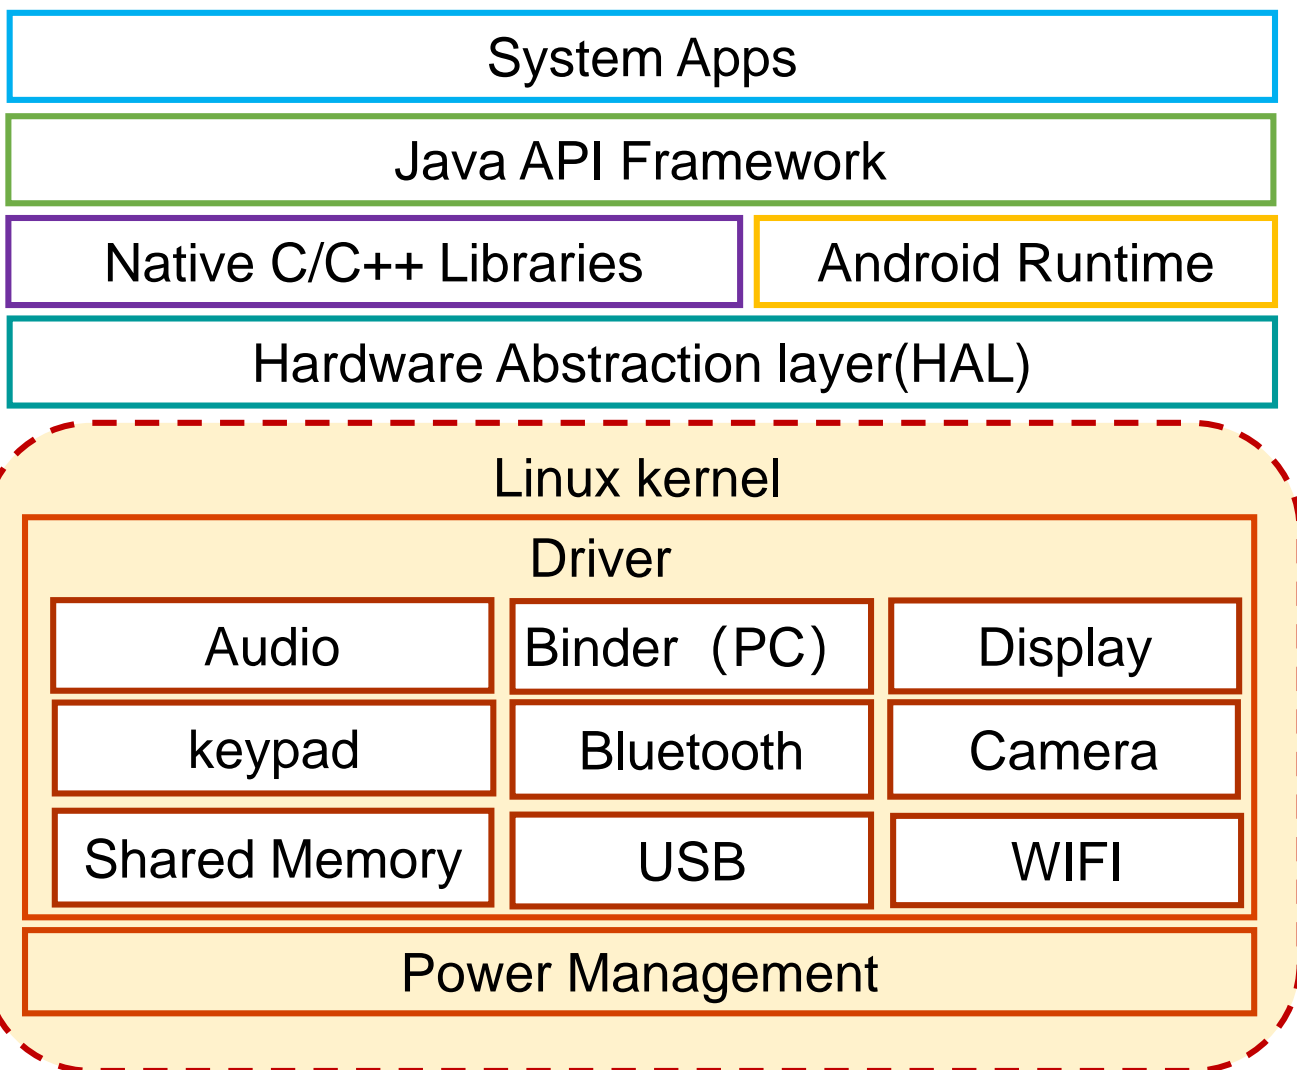 System Apps
Java API Framework
Native C/C++ Libraries
Android Runtime
Hardware Abstraction layer(HAL)
Linux kernel
Driver
Audio
Binder（PC）
Display
keypad
Bluetooth
Camera
Shared Memory
USB
WIFI
Power Management